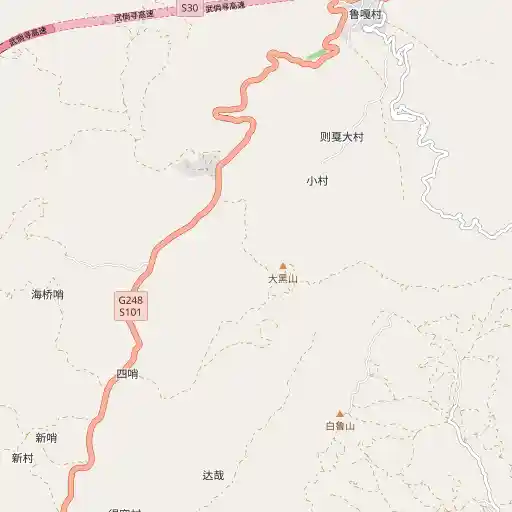 S30
武倘寻高速
武倘寻高速
武倘寻高速
鲁嘎村
则戛大村
小村
大黑山
海桥哨
G248
S101
四哨
白鲁山
新哨
新村
达哉